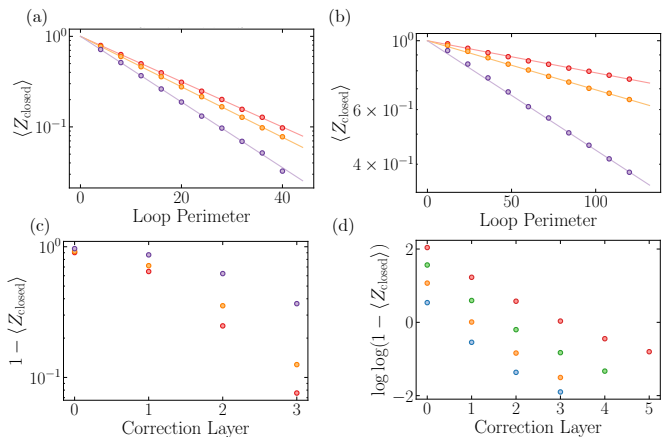 (a)
10^0
10^{-1}
⟨Z_closed⟩
0 20 40
Loop Perimeter
(b)
10^0
6 × 10^{-1}
4 × 10^{-1}
⟨Z_closed⟩
0 50 100
Loop Perimeter
(c)
10^0
10^{-1}
1 − ⟨Z_closed⟩
0 1 2 3
Correction Layer
(d)
2
0
−2
log log(1 − ⟨Z_closed⟩)
0 1 2 3 4 5
Correction Layer